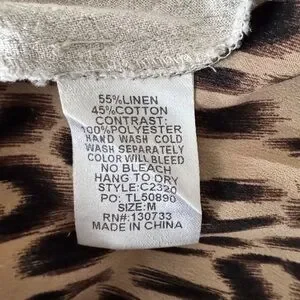 55%LINEN
45%COTTON
CONTRAST:
100%POLYESTER
HAND WASH COLD
WASH SEPARATELY
COLOR WILL BLEED
NO BLEACH
HANG TO DRY
STYLE:C2320
PO: TL50890
SIZE:M
RN#:130733
MADE IN CHINA